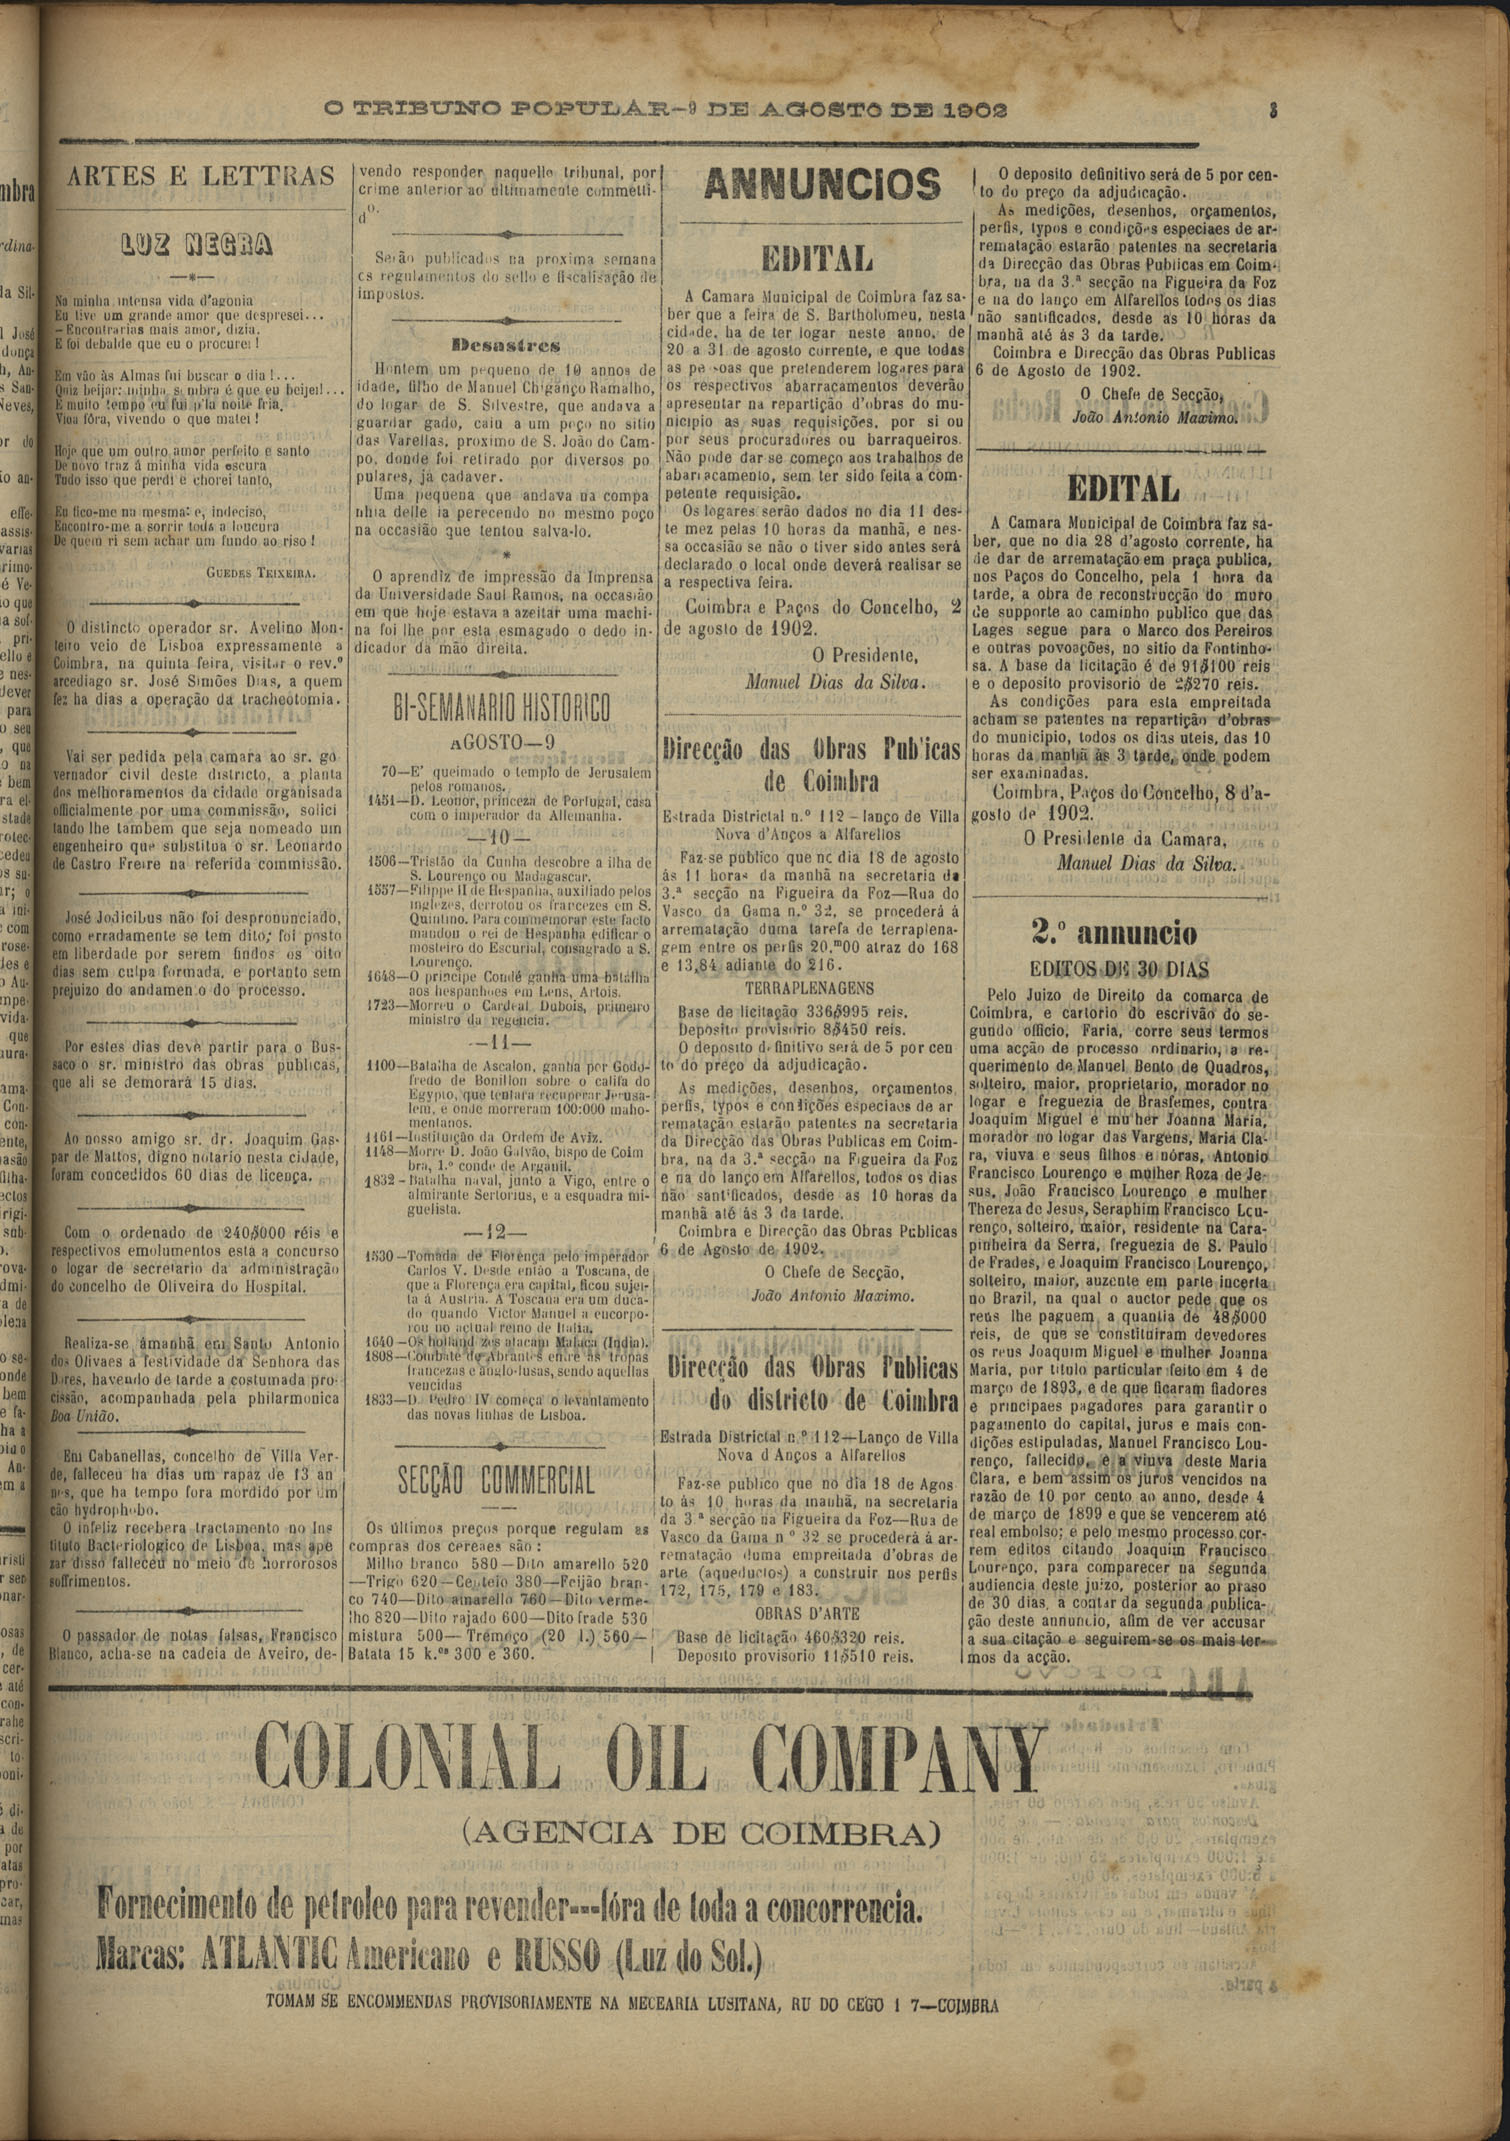 O TRIBUNO POPULAR—9 DE AGOSTO DE 1902
3
ARTES E LETTRAS
LUZ NEGRA
—*—
Na minha intensa vida d'agonia
Eu tive um grande amor que despresei...
—Encontrarias mais amor, dizia,
E foi debalde que eu o procurei!
Em vão às Almas fui buscar o dia!...
Quiz beijar: minha sombra é que eu beijei!...
E muito tempo eu fui p'la noite fria,
Vida fóra, vivendo o que matei!
Hoje que um outro amor perfeito e santo
De novo traz á minha vida escura
Tudo isso que perdi e chorei tanto,
Eu fico-me na mesma: e, indeciso,
Encontro-me a sorrir toda a loucura
De quem ri sem achar um fundo ao riso!
GUEDES TEIXEIRA.
O distincto operador sr. Avelino Mon-
teiro veio de Lisboa expressamente a
Coimbra, na quinta feira, visitar o rev.º
arcediago sr. José Simões Dias, a quem
fez ha dias a operação da tracheotomia.
Vai ser pedida pela camara ao sr. go
vernador civil deste districto, a planta
dos melhoramentos da cidade organisada
officialmente por uma commissão, solici
tando lhe tambem que seja nomeado um
engenheiro que substitua o sr. Leonardo
de Castro Freire na referida commissão.
José Jodicibus não foi despronunciado,
como erradamente se tem dito; foi posto
em liberdade por serem findos os oito
dias sem culpa formada, e portanto sem
prejuizo do andamento do processo.
Por estes dias deve partir para o Bus-
saco o sr. ministro das obras publicas,
que ali se demorará 15 dias.
Ao nosso amigo sr. dr. Joaquim Gas-
par de Mattos, digno notario nesta cidade,
foram concedidos 60 dias de licença.
Com o ordenado de 240$000 réis e
respectivos emolumentos está a concurso
o logar de secretario da administração
do concelho de Oliveira do Hospital.
Realiza-se âmanhã em Santo Antonio
dos Olivaes a festividade da Senhora das
Dores, havendo de tarde a costumada pro-
cissão, acompanhada pela philarmonica
Boa União.
Em Cabanellas, concelho de Villa Ver-
de, falleceu ha dias um rapaz de 13 an
nos, que ha tempo fora mordido por um
cão hydrophobo.
O infeliz recebera tractamento no Ins
tituto Bacteriologico de Lisboa, mas ape
zar disso falleceu no meio de horrorosos
soffrimentos.
O passador de notas falsas, Francisco
Blanco, acha-se na cadeia de Aveiro, de-
vendo responder naquelle tribunal, por
crime anterior ao ultimamente commetti-
do.
Serão publicados na proxima semana
os regulamentos do sello e fiscalisação de
impostos.
Desastres
Hontem um pequeno de 10 annos de
idade, filho de Manuel Chiganço Ramalho,
do logar de S. Silvestre, que andava a
guardar gado, caiu a um poço no sitio
das Varellas, proximo de S. João do Cam-
po, donde foi retirado por diversos po
pulares, já cadaver.
Uma pequena que andava na compa
nhia delle ia perecendo no mesmo poço
na occasião que tentou salva-lo.
*
O aprendiz de impressão da Imprensa
da Universidade Saul Ramos, na occasião
em que hoje estava a azeitar uma machi-
na foi lhe por esta esmagado o dedo in-
dicador da mão direita.
BI-SEMANARIO HISTORICO
AGOSTO—9
70—E' queimado o templo de Jerusalem
pelos romanos.
1451—D. Leonor, princeza de Portugal, casa
com o imperador da Allemanha.
—10—
1506—Tristão da Cunha descobre a ilha de
S. Lourenço ou Madagascar.
1557—Filippe II de Hespanha, auxiliado pelos
inglezes, derrotou os francezes em S.
Quintino. Para commemorar este facto
mandou o rei de Hespanha edificar o
mosteiro do Escurial, consagrado a S.
Lourenço.
1648—O principe Condé ganha uma batalha
aos hespanhoes em Lens, Artois.
1723—Morreu o Cardeal Dubois, primeiro
ministro da regencia.
—11—
1100—Batalha de Ascalon, ganha por Godo-
fredo de Bonillon sobre o califa do
Egypto, que tentara recuperar Jerusa-
lem, e onde morreram 100:000 maho-
mentanos.
1161—Instituição da Ordem de Aviz.
1148—Morre D. João Galvão, bispo de Coim
bra, 1.º conde de Arganil.
1832-Batalha naval, junto a Vigo, entre o
almirante Sertorius, e a esquadra mi-
guelista.
—12—
1530—Tomada de Florença pelo imperador
Carlos V. Desde então a Toscana, de
que a Florença era capital, ficou sujei-
ta á Austria. A Toscana era um duca-
do quando Victor Manuel a encorpo-
rou no actual reino de Italia.
1640—Os holland zes atacam Malaca (India).
1808—Combate de Abrantes entre as tropas
francezas e anglo-lusas, sendo aquellas
vencidas
1833—D. Pedro IV começa o levantamento
das novas linhas de Lisboa.
SECÇÃO COMMERCIAL
Os ultimos preços porque regulam as
compras dos cereaes são:
Milho branco 580—Dito amarello 520
—Trigo 620—Centeio 380—Feijão bran-
co 740—Dito amarello 760—Dito verme-
lho 820—Dito rajado 600—Dito frade 530
mistura 500—Tremoço (20 l.) 560—
Batata 15 k.os 300 e 360.
ANNUNCIOS
EDITAL
A Camara Municipal de Coimbra faz sa-
ber que a feira de S. Bartholomeu, nesta
cidade, ha de ter logar neste anno, de
20 a 31 de agosto corrente, e que todas
as pessoas que pretenderem logares para
os respectivos abarracamentos deverão
apresentar na repartição d'obras do mu-
nicipio as suas requisições, por si ou
por seus procuradores ou barraqueiros.
Não pode dar se começo aos trabalhos de
abarracamento, sem ter sido feita a com-
petente requisição.
Os logares serão dados no dia 11 des-
te mez pelas 10 horas da manhã, e nes-
sa occasião se não o tiver sido antes será
declarado o local onde deverá realisar se
a respectiva feira.
Coimbra e Paços do Concelho, 2
de agosto de 1902.
O Presidente,
Manuel Dias da Silva.
Direcção das Obras Pub'icas
de Coimbra
Estrada Districtal n.º 112—lanço de Villa
Nova d'Anços a Alfarellos
Faz-se publico que no dia 18 de agosto
ás 11 horas da manhã na secretaria da
3.ª secção na Figueira da Foz—Rua do
Vasco da Gama n.º 32, se procederá á
arrematação duma tarefa de terraplena-
gem entre os perfis 20,m00 atraz do 168
e 13,84 adiante do 216.
TERRAPLENAGENS
Base de licitação 336$995 reis.
Deposito provisorio 8$450 reis.
O deposito definitivo será de 5 por cen
to do preço da adjudicação.
As medições, desenhos, orçamentos,
perfis, typos e condições especiaes de ar
rematação estarão patentes na secretaria
da Direcção das Obras Publicas em Coim-
bra, na da 3.ª secção na Figueira da Foz
e na do lanço em Alfarellos, todos os dias
não santificados, desde as 10 horas da
manhã até ás 3 da tarde.
Coimbra e Direcção das Obras Publicas
6 de Agosto de 1902.
O Chefe de Secção,
João Antonio Maximo.
Direcção das Obras Publicas
do districto de Coimbra
Estrada Districtal n.º 112—Lanço de Villa
Nova d Anços a Alfarellos
Faz-se publico que no dia 18 de Agos
to ás 10 horas da manhã, na secretaria
da 3.ª secção na Figueira da Foz—Rua de
Vasco da Gama n º 32 se procederá á ar-
rematação duma empreitada d'obras de
arte (aqueductos) a construir nos perfis
172, 175, 179 e 183.
OBRAS D'ARTE
Base de licitação 460$320 reis.
Deposito provisorio 11$510 reis.
O deposito definitivo será de 5 por cen-
to do preço da adjudicação.
As medições, desenhos, orçamentos,
perfis, typos e condições especiaes de ar-
rematação estarão patentes na secretaria
da Direcção das Obras Publicas em Coim-
bra, na da 3.ª secção na Figueira da Foz
e na do lanço em Alfarellos todos os dias
não santificados, desde as 10 horas da
manhã até ás 3 da tarde.
Coimbra e Direcção das Obras Publicas
6 de Agosto de 1902.
O Chefe de Secção,
João Antonio Maximo.
EDITAL
A Camara Municipal de Coimbra faz sa-
ber, que no dia 28 d'agosto corrente, ha
de dar de arrematação em praça publica,
nos Paços do Concelho, pela 1 hora da
tarde, a obra de reconstrucção do muro
de supporte ao caminho publico que das
Lages segue para o Marco dos Pereiros
e outras povoações, no sitio da Fontinho-
sa. A base da licitação é de 91$100 reis
e o deposito provisorio de 2$270 reis.
As condições para esta empreitada
acham se patentes na repartição d'obras
do municipio, todos os dias uteis, das 10
horas da manhã às 3 tarde, onde podem
ser examinadas.
Coimbra, Paços do Concelho, 8 d'a-
gosto de 1902.
O Presidente da Camara,
Manuel Dias da Silva.
2.º annuncio
EDITOS DE 30 DIAS
Pelo Juizo de Direito da comarca de
Coimbra, e cartorio do escrivão do se-
gundo officio, Faria, corre seus termos
uma acção de processo ordinario, a re-
querimento de Manuel Bento de Quadros,
solteiro, maior, proprietario, morador no
logar e freguezia de Brasfemes, contra
Joaquim Miguel e mulher Joanna Maria,
morador no logar das Vargens, Maria Cla-
ra, viuva e seus filhos e nóras, Antonio
Francisco Lourenço e mulher Roza de Je-
sus, João Francisco Lourenço e mulher
Thereza de Jesus, Seraphim Francisco Lou-
renço, solteiro, maior, residente na Cara-
pinheira da Serra, freguezia de S. Paulo
de Frades, e Joaquim Francisco Lourenço,
solteiro, maior, auzente em parte incerta
no Brazil, na qual o auctor pede que os
reus lhe paguem a quantia de 48$000
reis, de que se constituiram devedores
os reus Joaquim Miguel e mulher Joanna
Maria, por titulo particular feito em 4 de
março de 1893, e de que ficaram fiadores
e principaes pagadores para garantir o
pagamento do capital, juros e mais con-
dições estipuladas, Manuel Francisco Lou-
renço, fallecido, e a viuva deste Maria
Clara, e bem assim os juros vencidos na
razão de 10 por cento ao anno, desde 4
de março de 1899 e que se vencerem até
real embolso; e pelo mesmo processo cor-
rem editos citando Joaquim Francisco
Lourenço, para comparecer na segunda
audiencia deste juizo, posterior ao praso
de 30 dias, a contar da segunda publica-
ção deste annuncio, afim de ver accusar
a sua citação e seguirem-se os mais ter-
mos da acção.
COLONIAL OIL COMPANY
(AGENCIA DE COIMBRA)
Fornecimento de petroleo para revender---fóra de toda a concorrencia.
Marcas: ATLANTIC Americano e RUSSO (Luz do Sol.)
TOMAM SE ENCOMMENDAS PROVISORIAMENTE NA MECEARIA LUSITANA, RU DO CEGO 1 7—COIMBRA